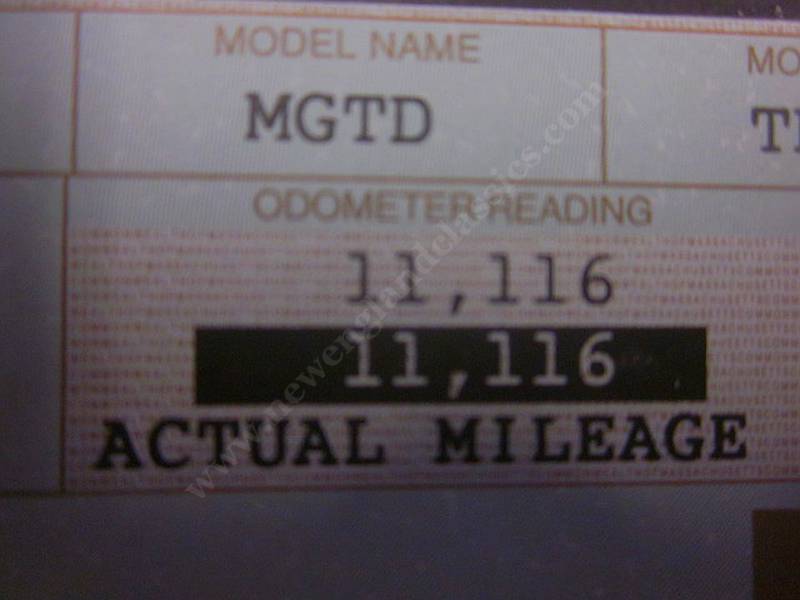 MODEL NAME
MGTD
ODOMETER READING
11,116
11,116
ACTUAL MILEAGE
www.newenglandclassics.com